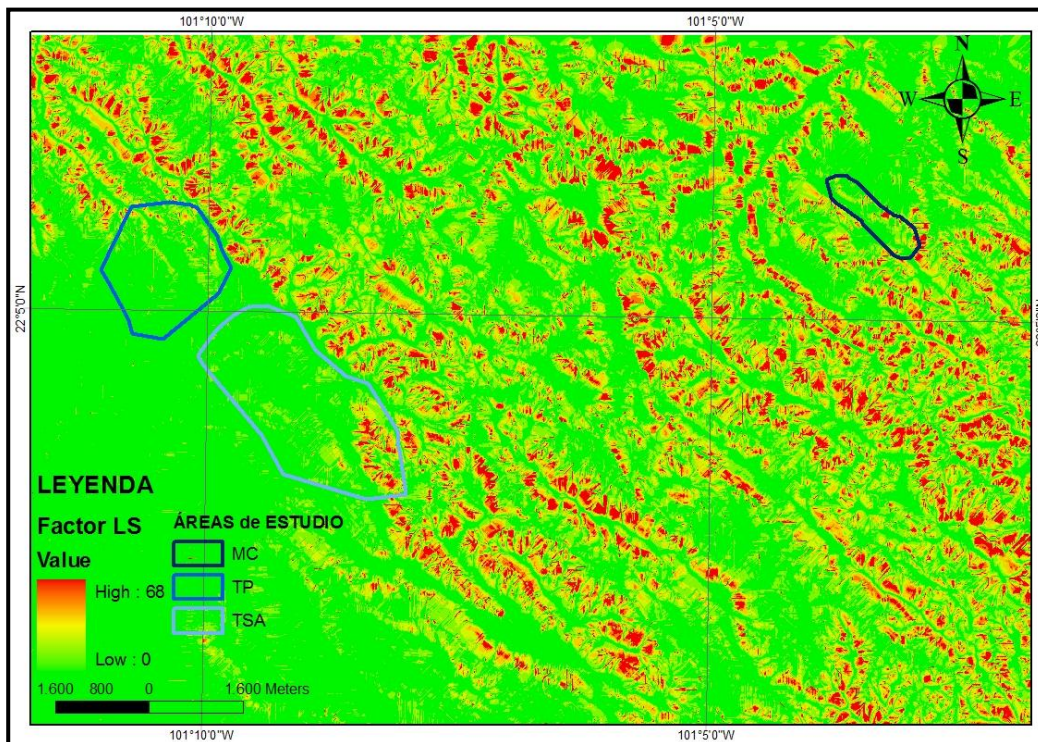 101°10'0"W 101°5'0"W
N
W E
S
22°5'0"N
LEYENDA
Factor LS
Value
High : 68
Low : 0
ÁREAS de ESTUDIO
MC
TP
TSA
1.600 800 0 1.600 Meters
101°10'0"W 101°5'0"W